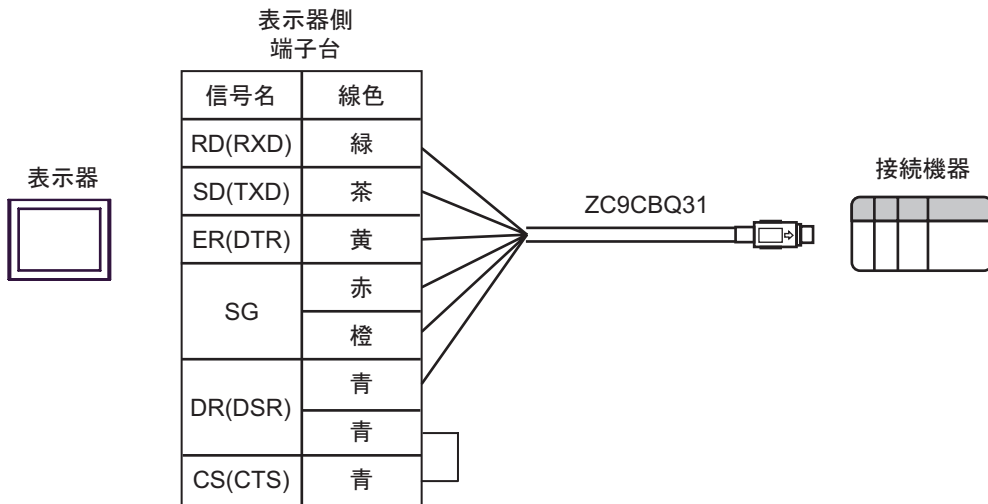 表示器側
端子台
信号名 線色
RD(RXD) 緑
SD(TXD) 茶
ER(DTR) 黄
SG 赤
橙
DR(DSR) 青
青
CS(CTS) 青
表示器
ZC9CBQ31
接続機器